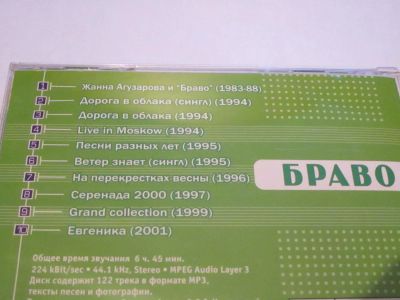 1 Жанна Агузарова и "Браво" (1983-88)
2 Дорога в облака (сингл) (1994)
3 Дорога в облака (1994)
4 Live in Moskow (1994)
5 Песни разных лет (1995)
6 Ветер знает (сингл) (1995)
7 На перекрестках весны (1996)
8 Серенада 2000 (1997)
9 Grand collection (1999)
10 Евгеника (2001)
БРАВО
Общее время звучания 6 ч. 45 мин.
224 kBit/sec • 44.1 kHz, Stereo • MPEG Audio Layer 3
Диск содержит 122 трека в формате MP3,
тексты песен и фотографии.